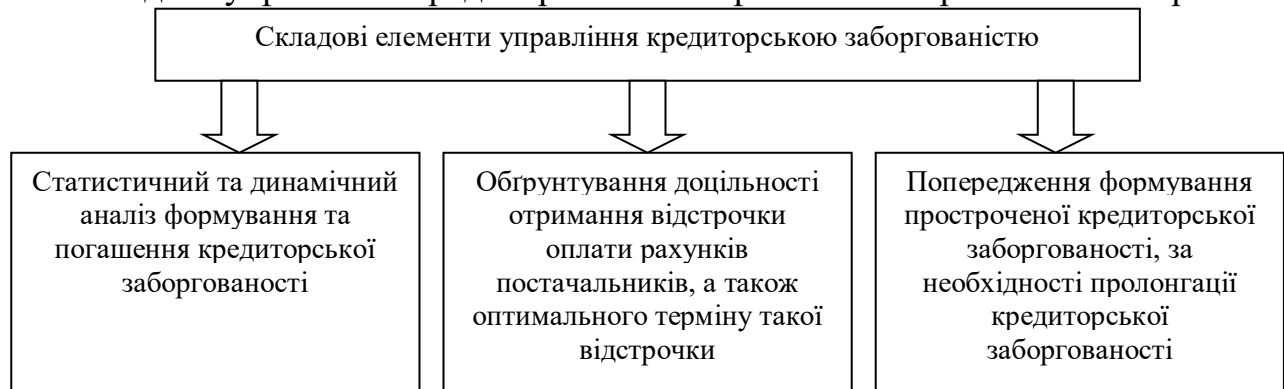 Складові елементи управління кредиторською заборгованістю
Статистичний та динамічний
аналіз формування та
погашення кредиторської
заборгованості
Обґрунтування доцільності
отримання відстрочки
оплати рахунків
постачальників, а також
оптимального терміну такої
відстрочки
Попередження формування
простроченої кредиторської
заборгованості, за
необхідності пролонгації
кредиторської
заборгованості